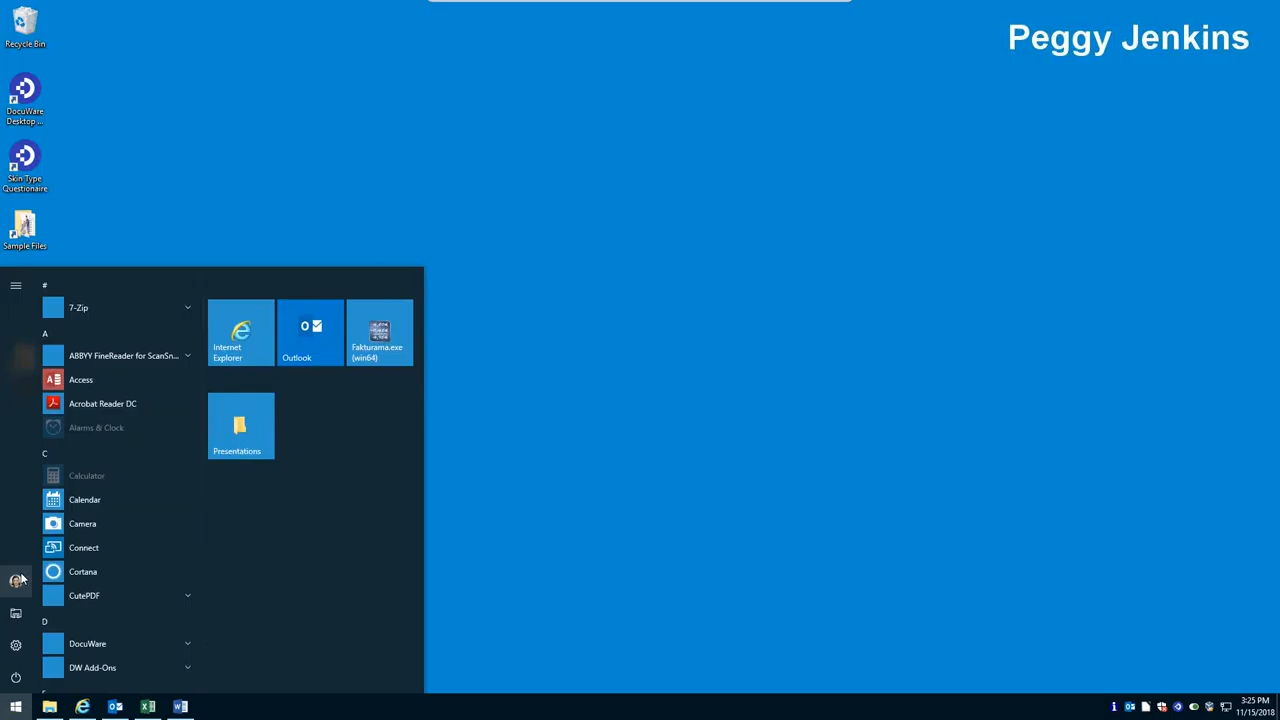 Peggy Jenkins
Recycle Bin
DocuWare
Desktop ...
Skin Type
Questionaire
Sample Files
#
7-Zip
A
ABBYY FineReader for ScanSn...
Access
Acrobat Reader DC
Alarms & Clock
C
Calculator
Calendar
Camera
Connect
Cortana
CutePDF
D
DocuWare
DW Add-Ons
Internet
Explorer
Outlook
Fakturama.exe
(win64)
Presentations
3:25 PM
11/15/2018